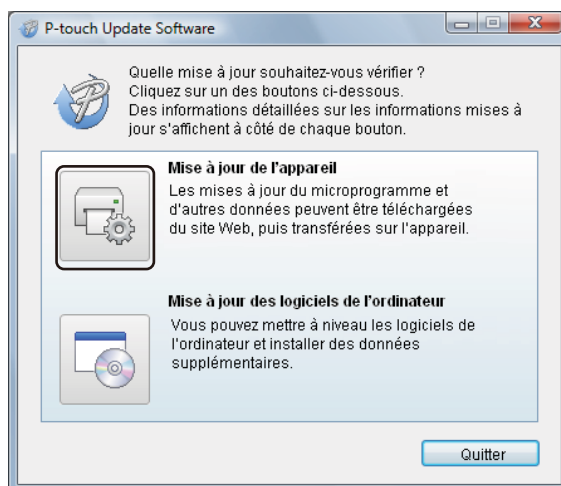 P-touch Update Software
Quelle mise à jour souhaitez-vous vérifier ?
Cliquez sur un des boutons ci-dessous.
Des informations détaillées sur les informations mises à
jour s'affichent à côté de chaque bouton.
Mise à jour de l'appareil
Les mises à jour du microprogramme et
d'autres données peuvent être téléchargées
du site Web, puis transférées sur l'appareil.
Mise à jour des logiciels de l'ordinateur
Vous pouvez mettre à niveau les logiciels de
l'ordinateur et installer des données
supplémentaires.
Quitter